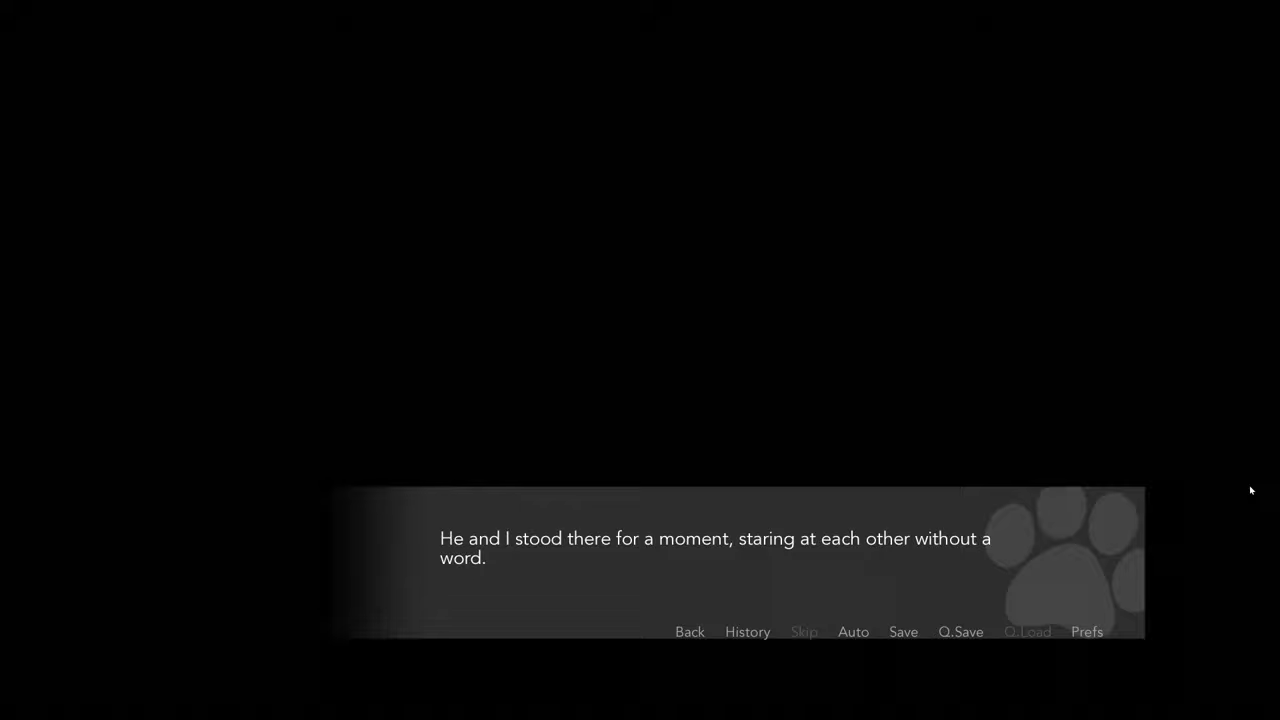 He and I stood there for a moment, staring at each other without a
word.
Back History Skip Auto Save Q.Save Q.Load Prefs